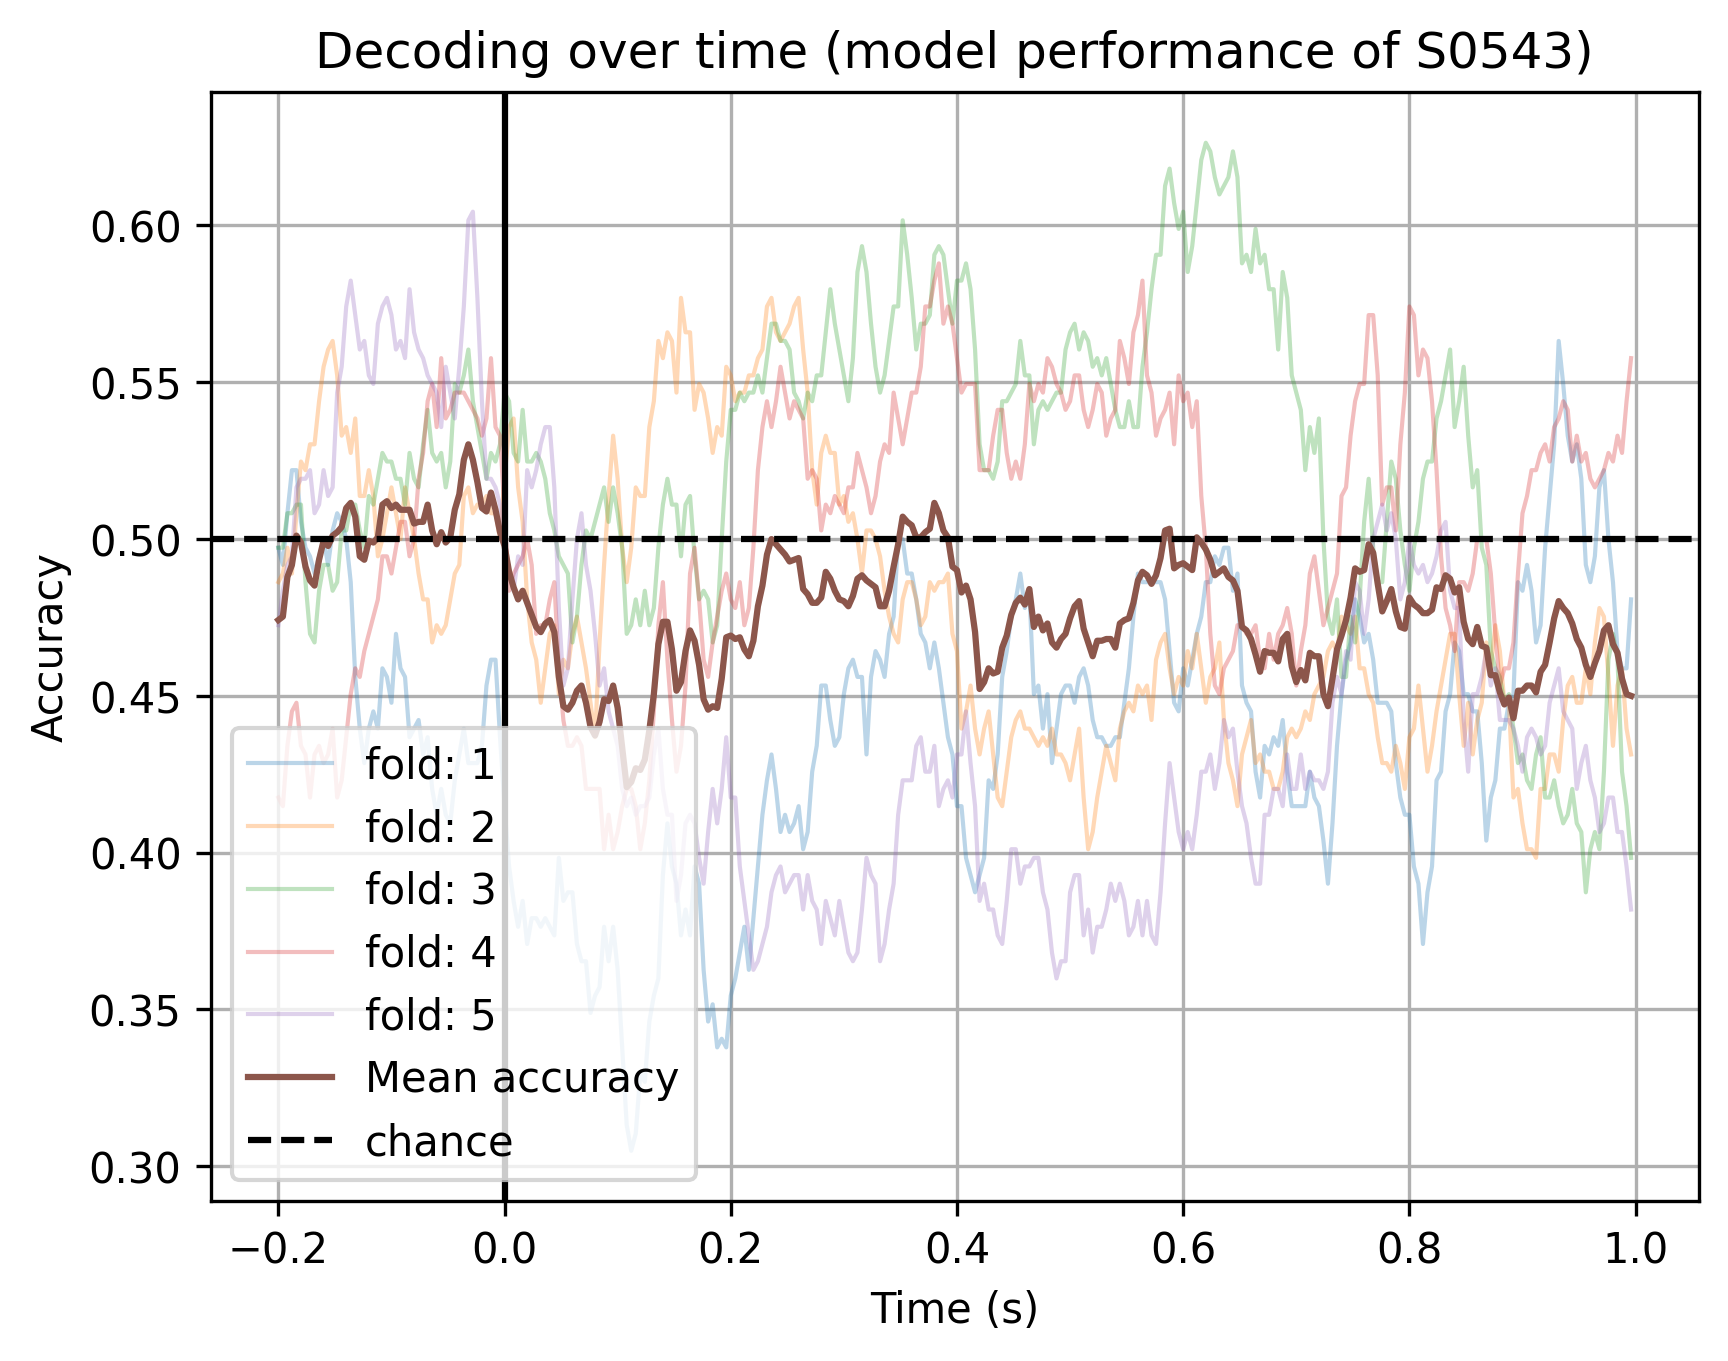 Decoding over time (model performance of S0543)
Accuracy
0.60
0.55
0.50
0.45
0.40
0.35
0.30
fold: 1
fold: 2
fold: 3
fold: 4
fold: 5
Mean accuracy
chance
−0.2 0.0 0.2 0.4 0.6 0.8 1.0
Time (s)